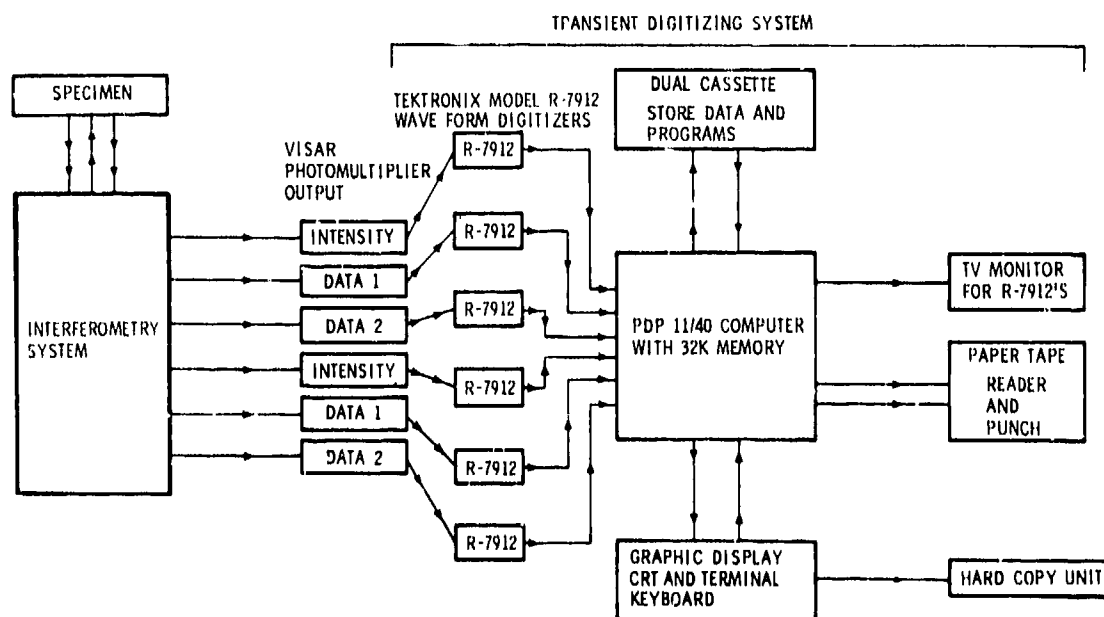 TRANSIENT DIGITIZING SYSTEM
SPECIMEN
TEKTRONIX MODEL R-7912
WAVE FORM DIGITIZERS
DUAL CASSETTE
STORE DATA AND
PROGRAMS
VISAR
PHOTOMULTIPLIER
OUTPUT
R-7912
R-7912
R-7912
R-7912
R-7912
R-7912
INTENSITY
DATA 1
DATA 2
INTENSITY
DATA 1
DATA 2
INTERFEROMETRY
SYSTEM
PDP 11/40 COMPUTER
WITH 32K MEMORY
TV MONITOR
FOR R-7912'S
PAPER TAPE
READER
AND
PUNCH
GRAPHIC DISPLAY
CRT AND TERMINAL
KEYBOARD
HARD COPY UNIT